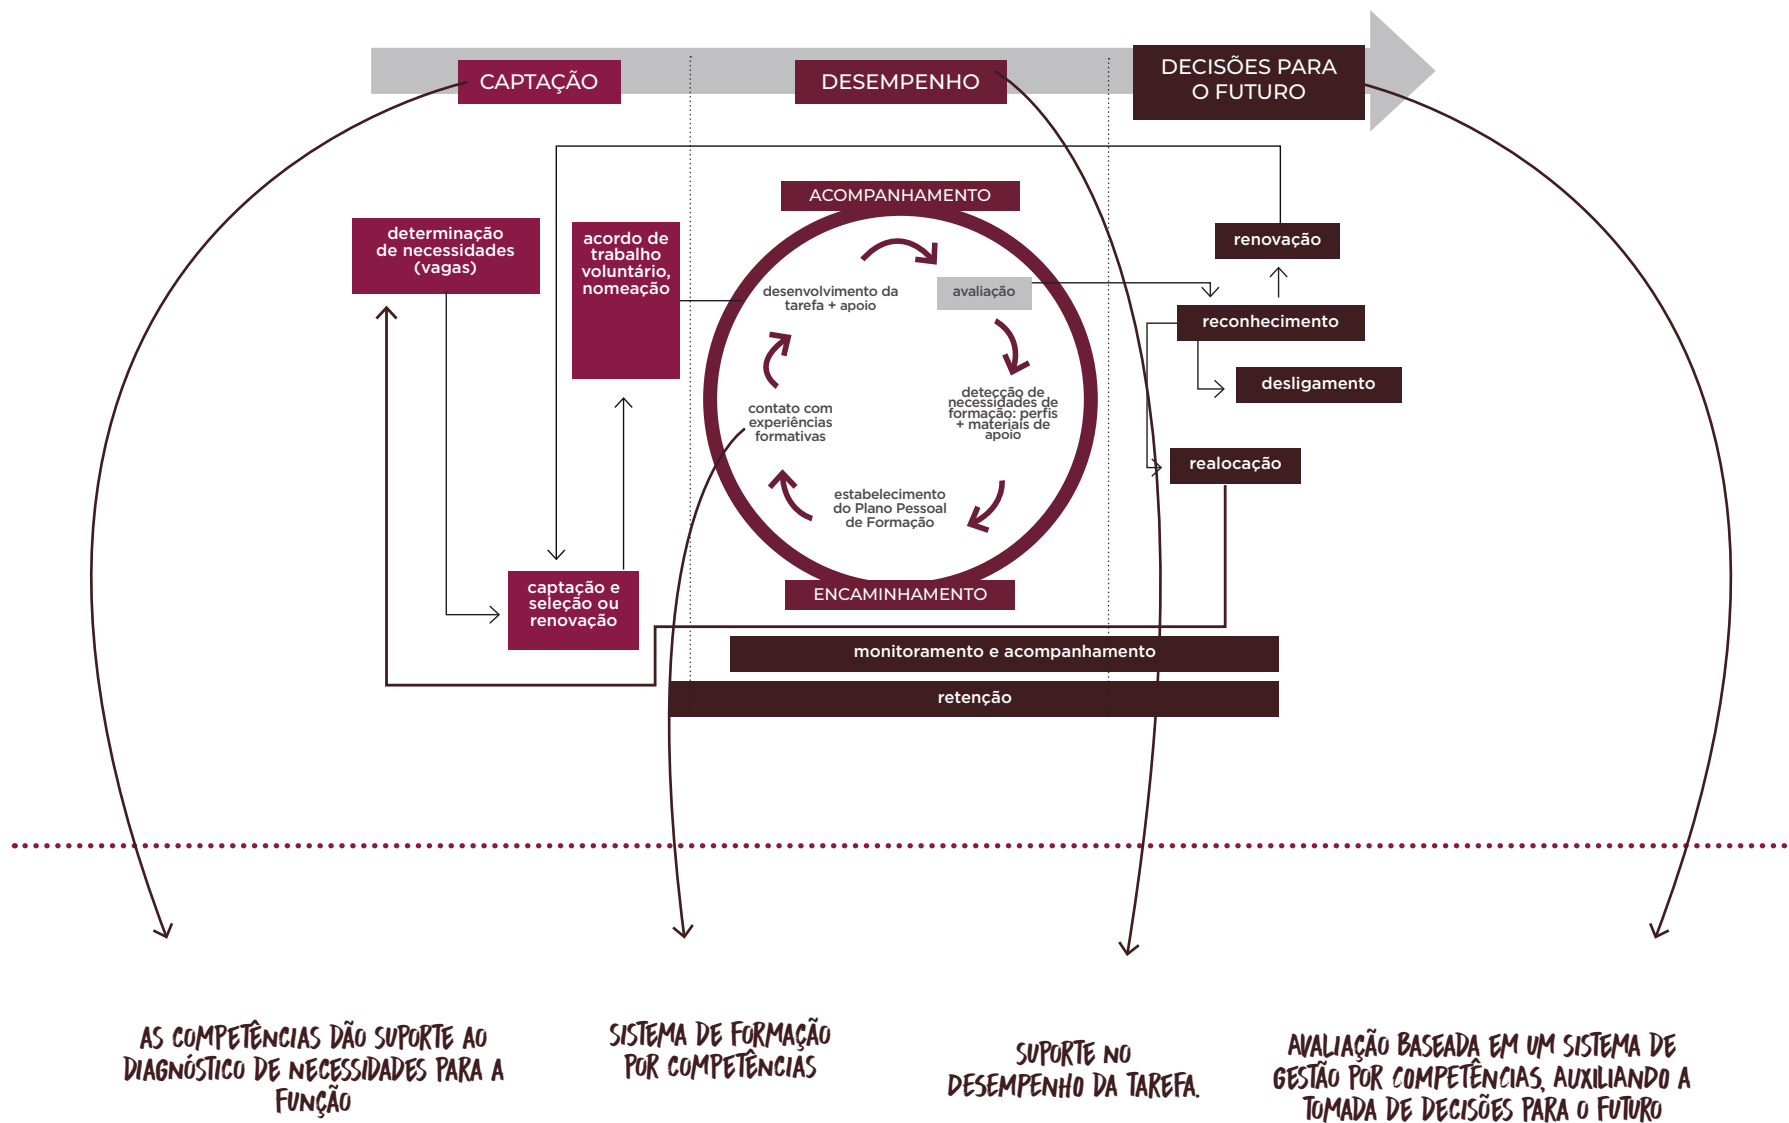 CAPTAÇÃO
DESEMPENHO
DECISÕES PARA
O FUTURO
determinação
de necessidades
(vagas)
acordo de
trabalho
voluntário,
nomeação
captação e
seleção ou
renovação
ACOMPANHAMENTO
desenvolvimento da
tarefa + apoio
avaliação
detecção de
necessidades de
formação: perfis
+ materiais de
apoio
estabelecimento
do Plano Pessoal
de Formação
contato com
experiências
formativas
ENCAMINHAMENTO
renovação
reconhecimento
desligamento
realocação
monitoramento e acompanhamento
retenção
AS COMPETÊNCIAS DÃO SUPORTE AO
DIAGNÓSTICO DE NECESSIDADES PARA A
FUNÇÃO
SISTEMA DE FORMAÇÃO
POR COMPETÊNCIAS
SUPORTE NO
DESEMPENHO DA TAREFA.
AVALIAÇÃO BASEADA EM UM SISTEMA DE
GESTÃO POR COMPETÊNCIAS, AUXILIANDO A
TOMADA DE DECISÕES PARA O FUTURO